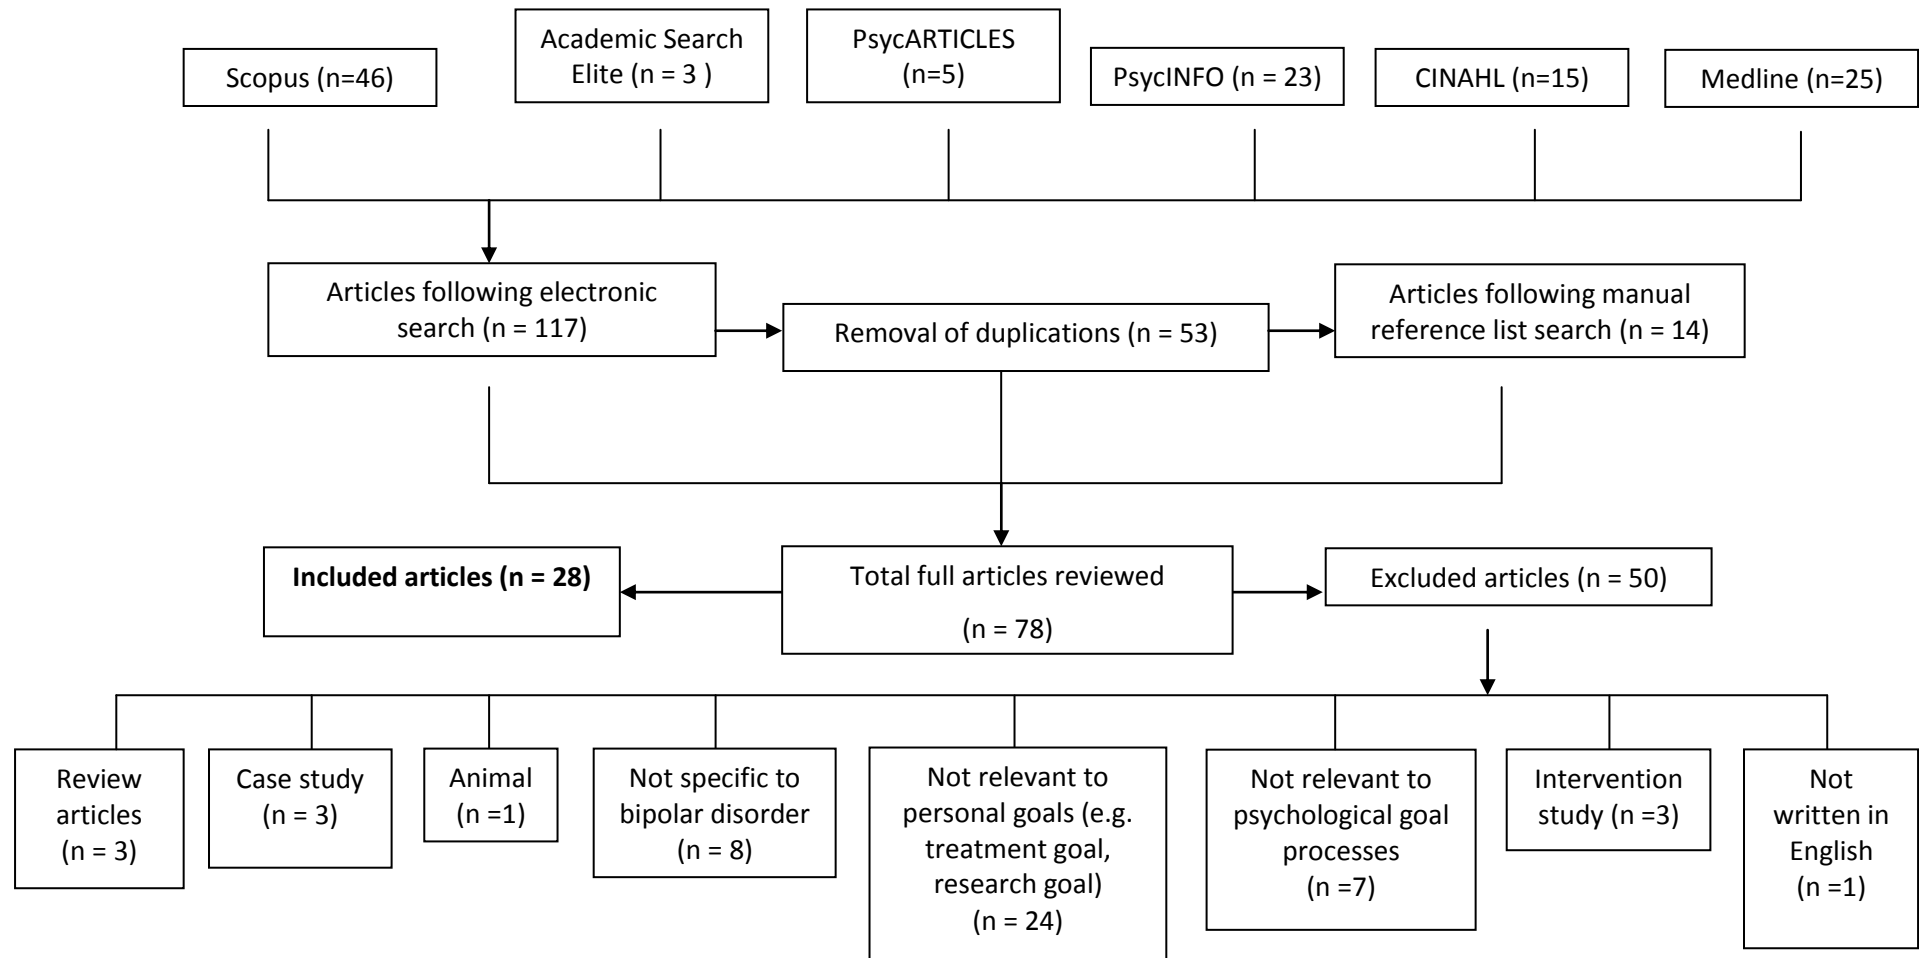 Scopus (n=46)
Academic Search
Elite (n = 3 )
PsycARTICLES
(n=5)
PsycINFO (n = 23)
CINAHL (n=15)
Medline (n=25)
Articles following electronic
search (n = 117)
Removal of duplications (n = 53)
Articles following manual
reference list search (n = 14)
Included articles (n = 28)
Total full articles reviewed
(n = 78)
Excluded articles (n = 50)
Review
articles
(n = 3)
Case study
(n = 3)
Animal
(n =1)
Not specific to
bipolar disorder
(n = 8)
Not relevant to
personal goals (e.g.
treatment goal,
research goal)
(n = 24)
Not relevant to
psychological goal
processes
(n =7)
Intervention
study (n =3)
Not
written in
English
(n =1)